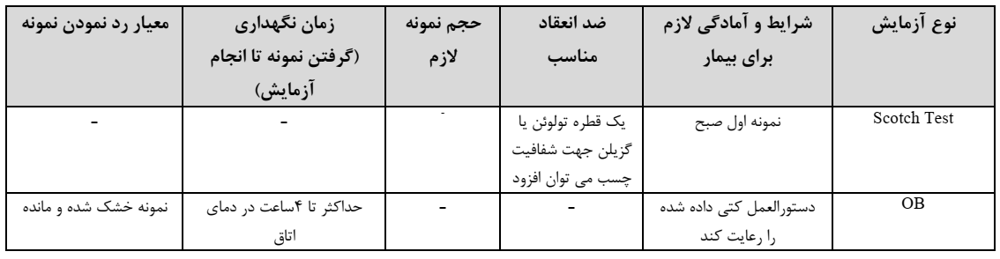 نوع آزمایش
شرایط و آمادگی لازم
برای بیمار
ضد انعقاد
مناسب
حجم نمونه
لازم
زمان نگهداری
(گرفتن نمونه تا انجام
آزمایش)
معیار رد نمودن نمونه
Scotch Test
نمونه اول صبح
یک قطره تولوئن یا
گزیلن جهت شفافیت
چسب می توان افزود
-
-
-
OB
دستورالعمل کتی داده شده
را رعایت کند
-
-
حداکثر تا ۴ساعت در دمای
اتاق
نمونه خشک شده و مانده